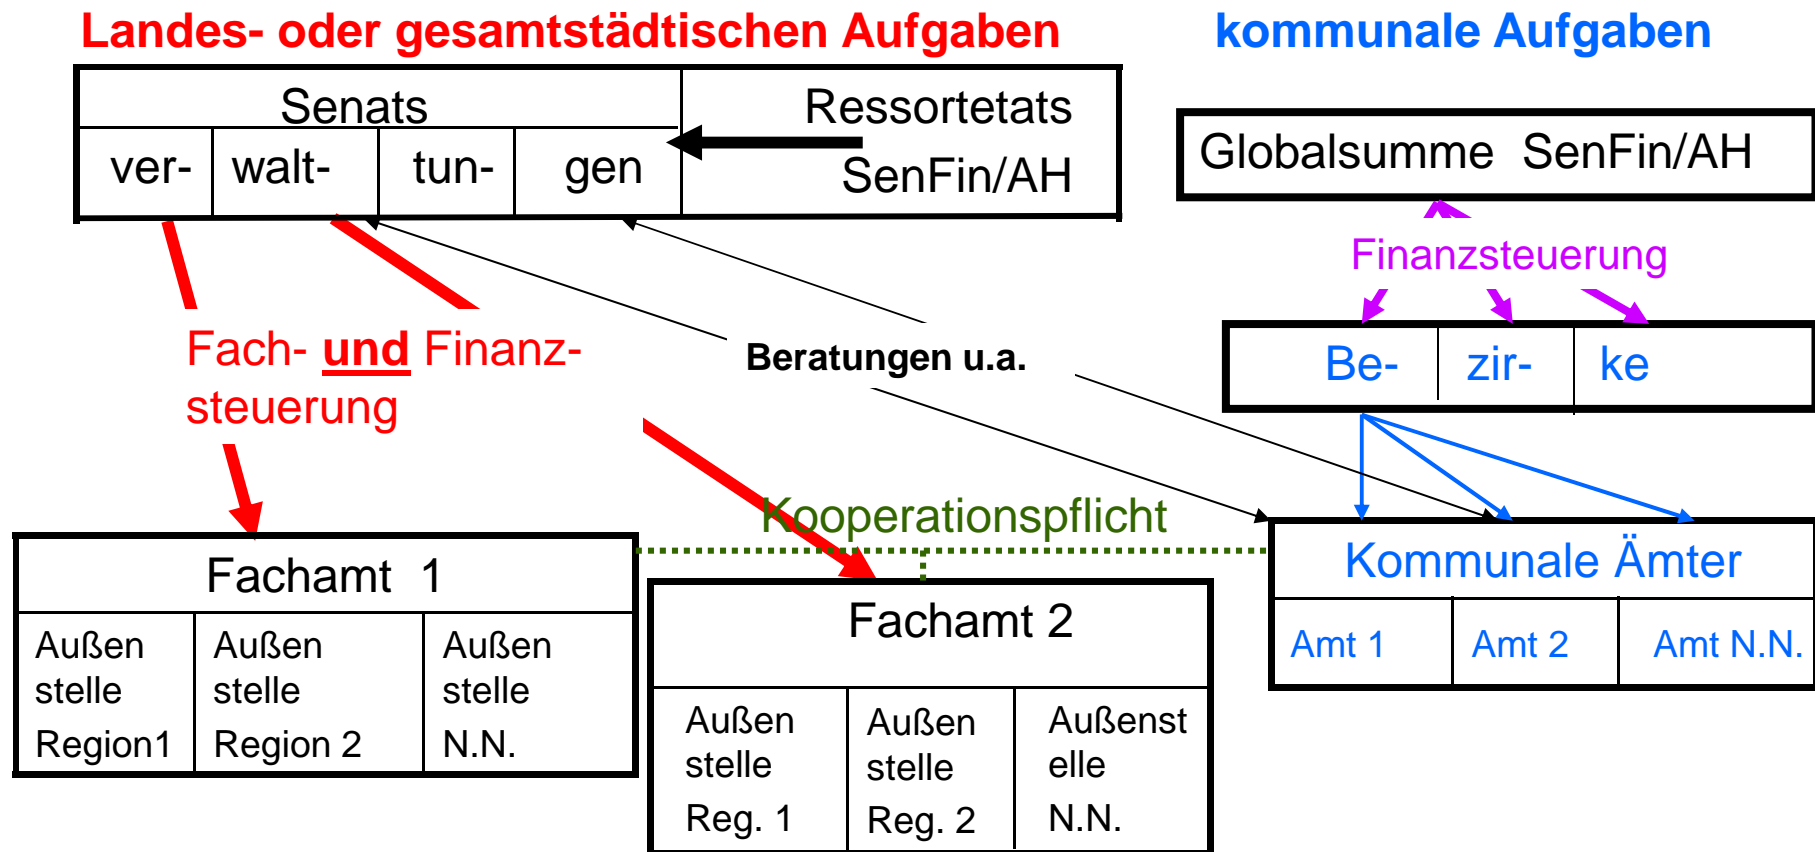 Landes- oder gesamtstädtischen Aufgaben
kommunale Aufgaben
Senats
Ressortetats
ver- walt- tun- gen
SenFin/AH
Globalsumme SenFin/AH
Finanzsteuerung
Fach- und Finanz-
steuerung
Beratungen u.a.
Be- zir- ke
Kooperationspflicht
Fachamt 1
Außen
stelle
Region1
Außen
stelle
Region 2
Außen
stelle
N.N.
Fachamt 2
Außen
stelle
Reg. 1
Außen
stelle
Reg. 2
Außenst
elle
N.N.
Kommunale Ämter
Amt 1 Amt 2 Amt N.N.